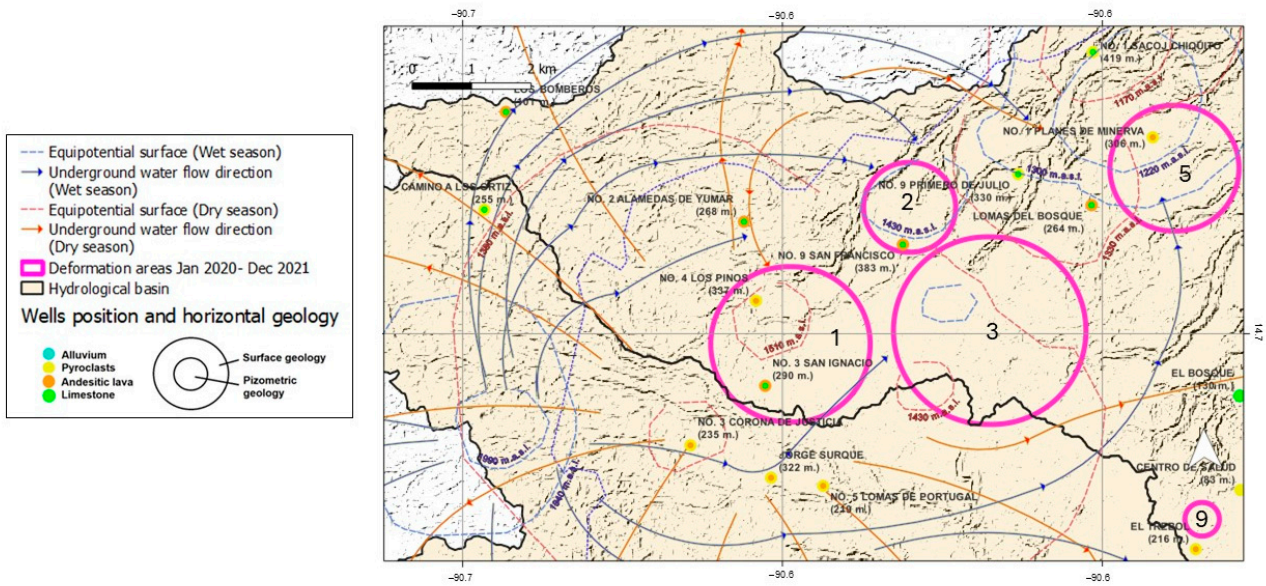 Equipotential surface (Wet season)
Underground water flow direction
(Wet season)
Equipotential surface (Dry season)
Underground water flow direction
(Dry season)
Deformation areas Jan 2020- Dec 2021
Hydrological basin
Wells position and horizontal geology
Alluvium
Pyroclasts
Andesitic lava
Limestone
Surface geology
Pizometric
geology
−90.7
−90.6
−90.6
0
1
2 km
NO. 1 SACOJ CHIQUITO
(419 m.)
LOS BOMBEROS
1170 m.a.s.l.
NO. 1 PLANES DE MINERVA
(306 m.)
1300 m.a.s.l.
1220 m.a.s.l.
5
CAMINO A LOS ORTIZ
(255 m.)
NO. 2 ALAMEDAS DE YUMAR
(268 m.)
NO. 9 PRIMERO DE JULIO
(330 m.)
2
1430 m.a.s.l.
LOMAS DEL BOSQUE
(264 m.)
1330 m.a.s.l.
NO. 9 SAN FRANCISCO
(383 m.)
NO. 4 LOS PINOS
(337 m.)
1510 m.a.s.l.
1
3
14.7
NO. 3 SAN IGNACIO
(290 m.)
EL BOSQUE
(130 m.)
1430 m.a.s.l.
NO. 3 CORONA DE JUSTICIA
(235 m.)
JORGE SURQUE
(322 m.)
NO. 5 LOMAS DE PORTUGAL
CENTRO DE SALUD
(83 m.)
9
EL TREBOL
(216 m.)
−90.7
−90.6
−90.6